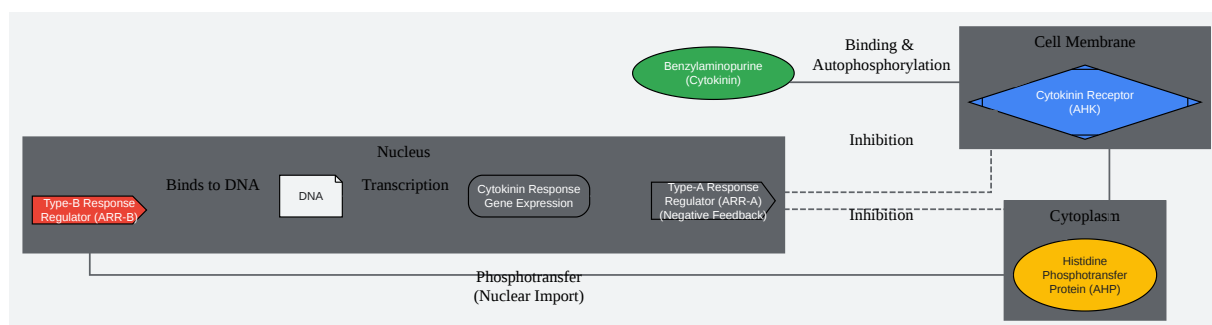 Benzylaminopurine
(Cytokinin)
Binding &
Autophosphorylation
Cell Membrane
Cytokinin Receptor
(AHK)
Inhibition
Nucleus
Type-B Response
Regulator (ARR-B)
Binds to DNA
DNA
Transcription
Cytokinin Response
Gene Expression
Type-A Response
Regulator (ARR-A)
(Negative Feedback)
Inhibition
Cytoplasm
Histidine
Phosphotransfer
Protein (AHP)
Phosphotransfer
(Nuclear Import)